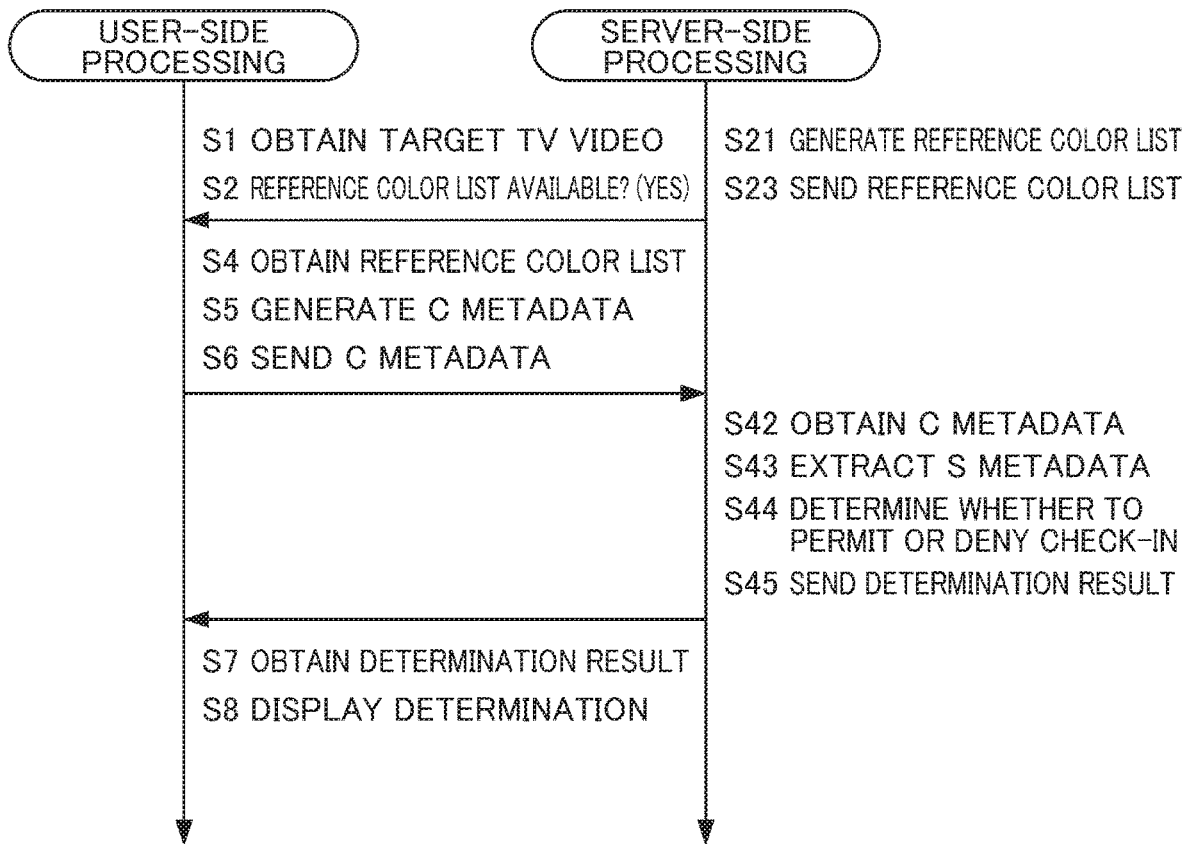 USER-SIDE
PROCESSING
SERVER-SIDE
PROCESSING
S1 OBTAIN TARGET TV VIDEO
S2 REFERENCE COLOR LIST AVAILABLE? (YES)
S21 GENERATE REFERENCE COLOR LIST
S23 SEND REFERENCE COLOR LIST
S4 OBTAIN REFERENCE COLOR LIST
S5 GENERATE C METADATA
S6 SEND C METADATA
S42 OBTAIN C METADATA
S43 EXTRACT S METADATA
S44 DETERMINE WHETHER TO
PERMIT OR DENY CHECK-IN
S45 SEND DETERMINATION RESULT
S7 OBTAIN DETERMINATION RESULT
S8 DISPLAY DETERMINATION